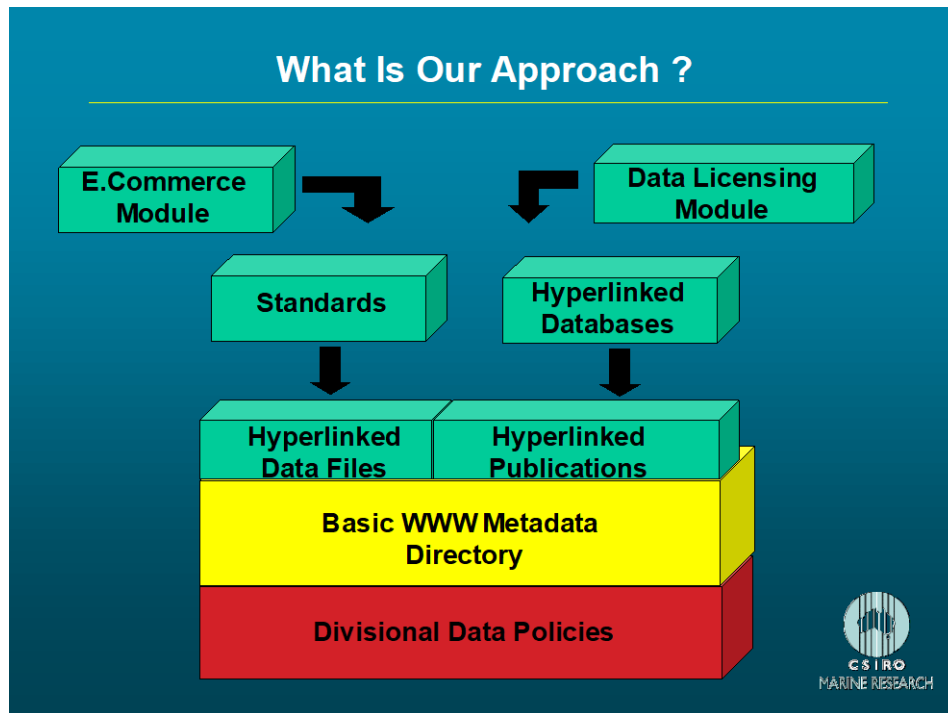 What Is Our Approach ?
E.Commerce
Module
Data Licensing
Module
Standards
Hyperlinked
Databases
Hyperlinked
Data Files
Hyperlinked
Publications
Basic WWW Metadata
Directory
Divisional Data Policies
CSIRO
MARINE RESEARCH